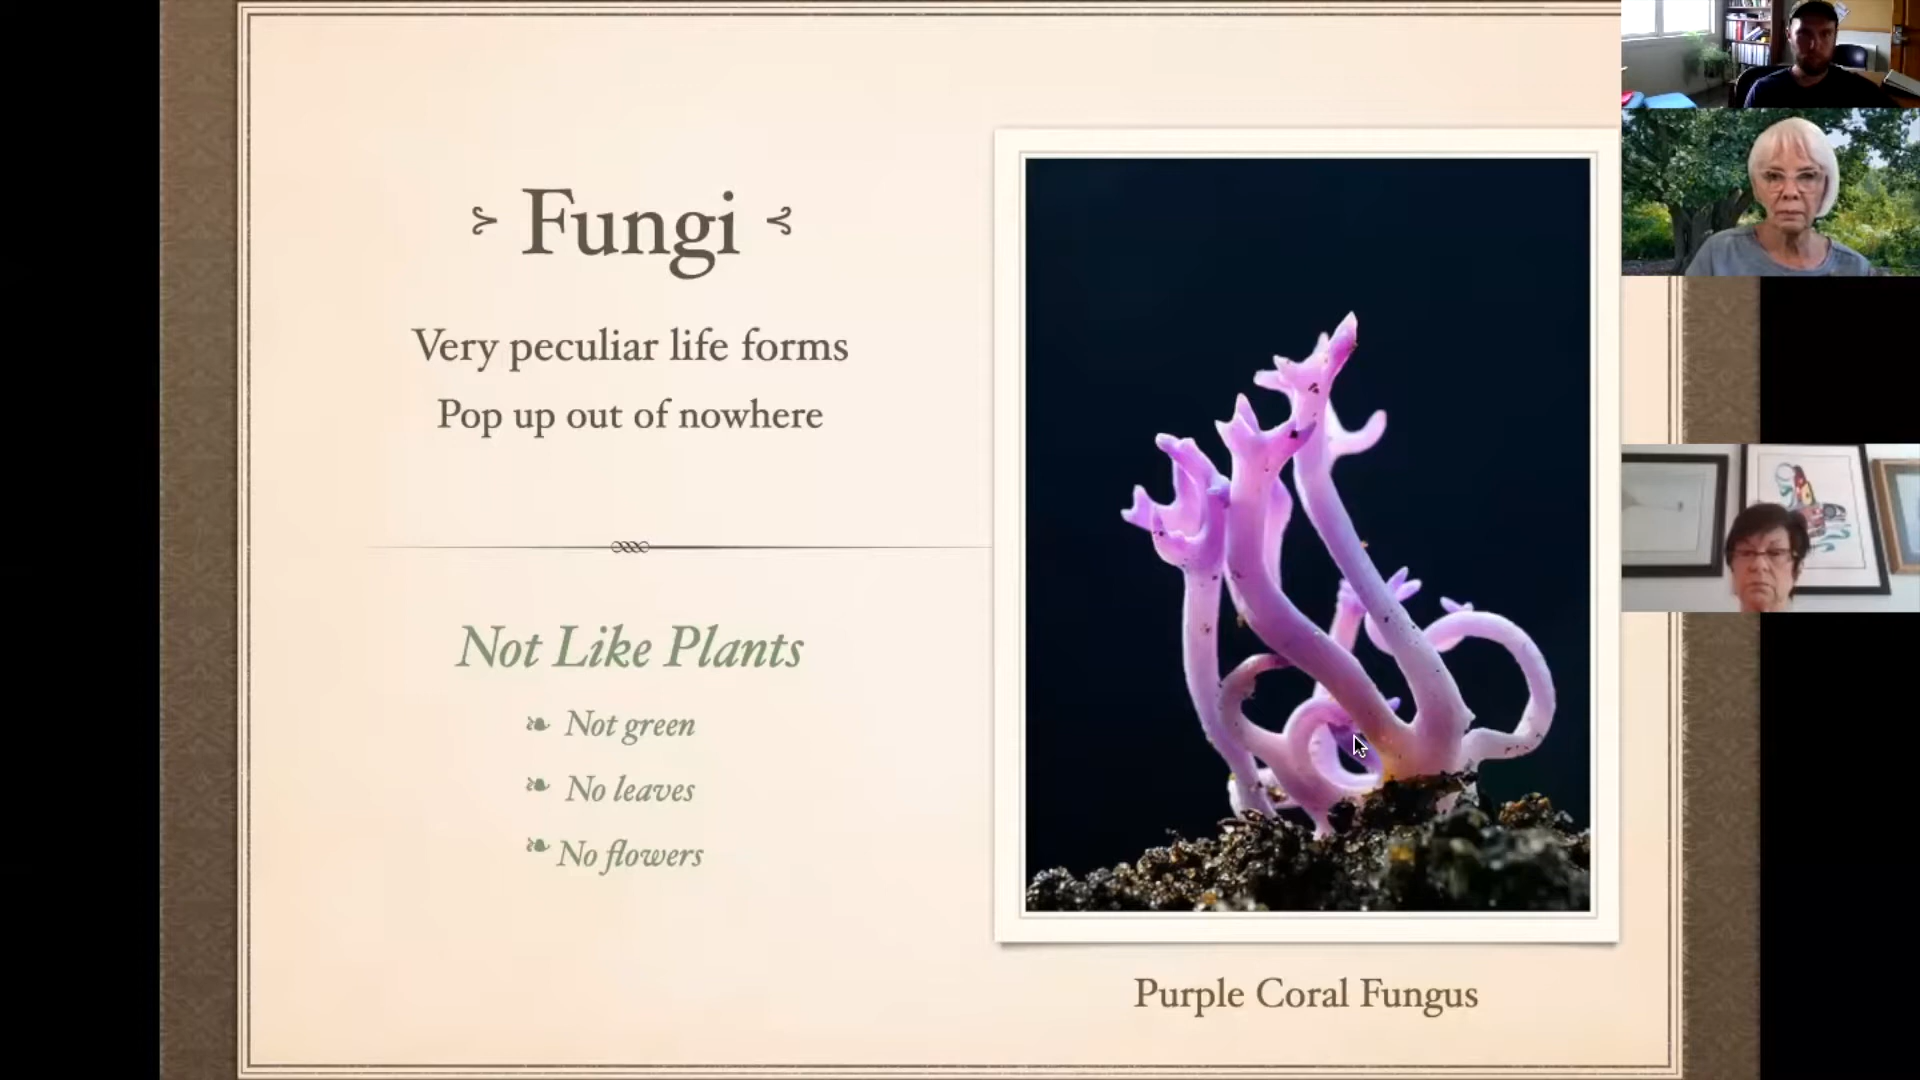 Fungi
Very peculiar life forms
Pop up out of nowhere
Not Like Plants
Not green
No leaves
No flowers
Purple Coral Fungus